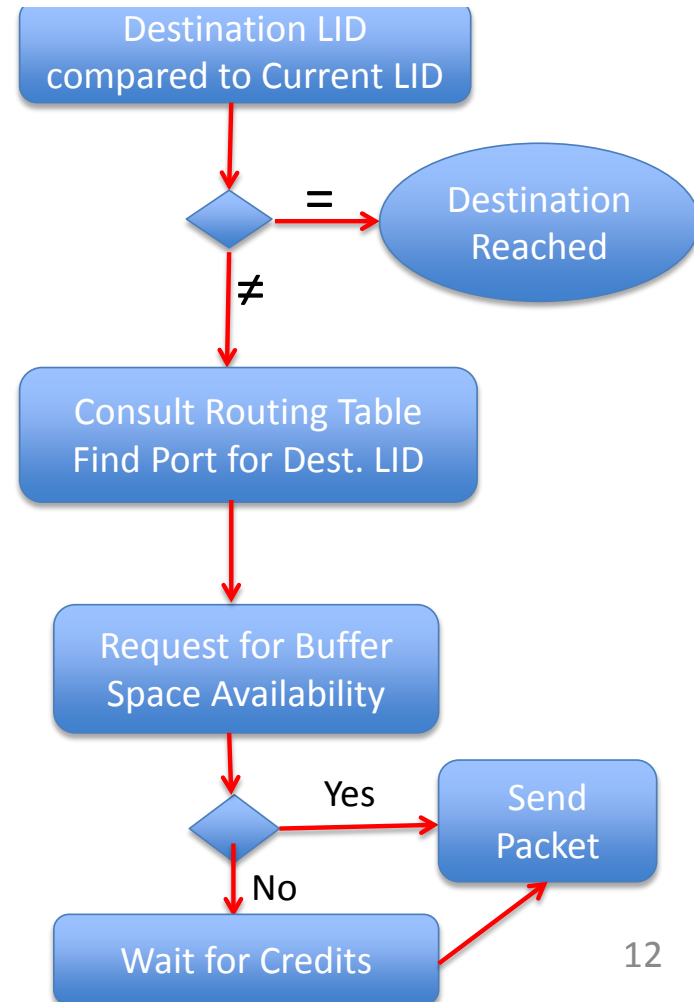 Destination LID
compared to Current LID
=
Destination
Reached
≠
Consult Routing Table
Find Port for Dest. LID
Request for Buffer
Space Availability
Yes
Send
Packet
No
Wait for Credits
12